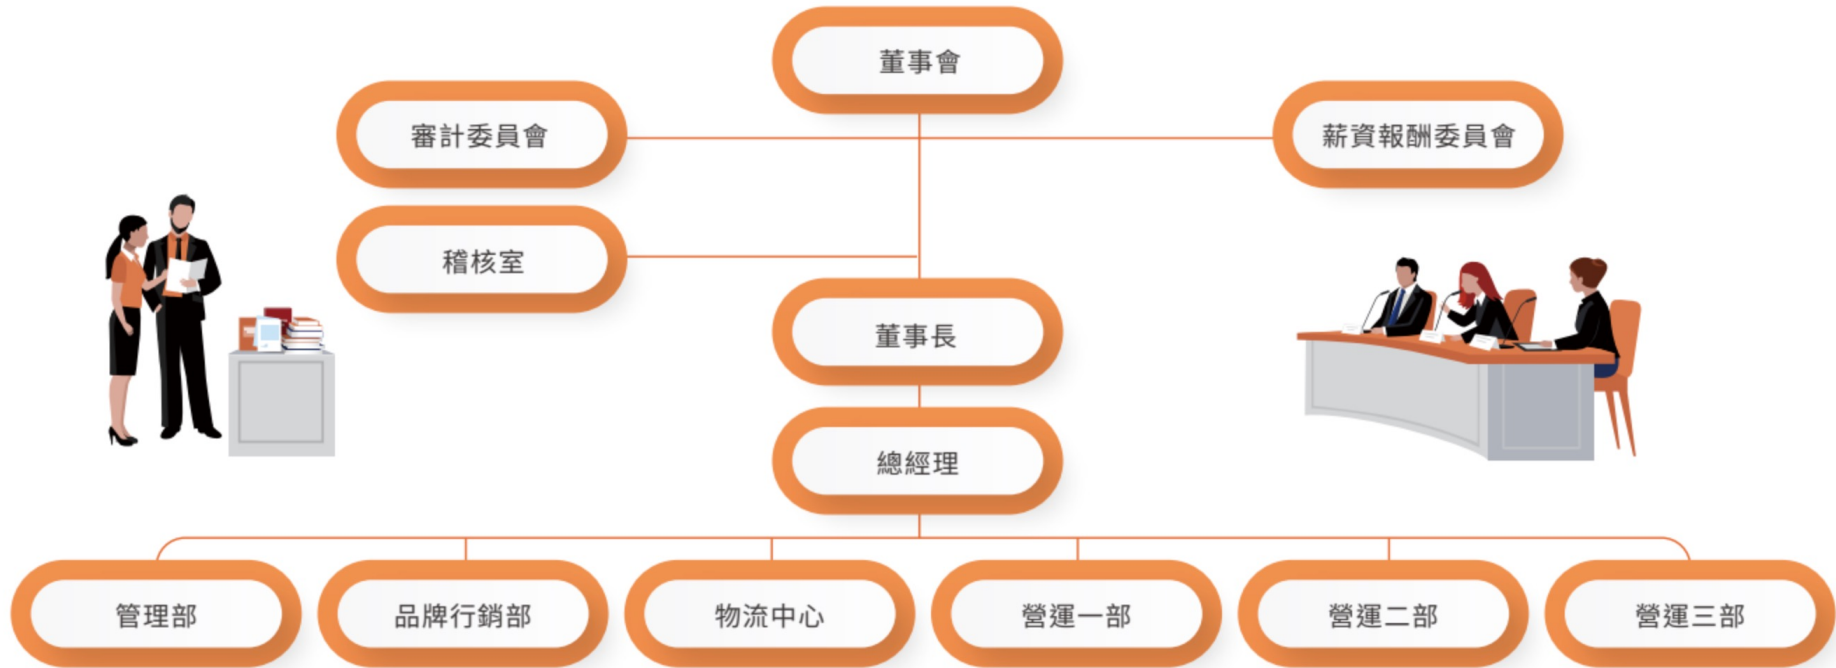 董事會
審計委員會
薪資報酬委員會
稽核室
董事長
總經理
管理部
品牌行銷部
物流中心
營運一部
營運二部
營運三部